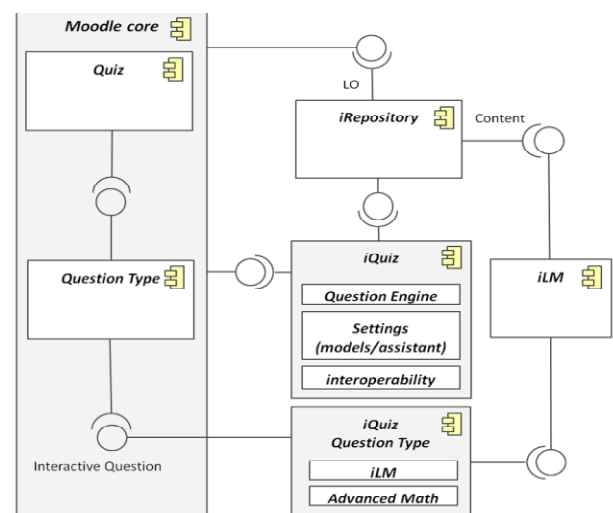 Moodle core
Quiz
LO
iRepository
Content
Question Type
iQuiz
Question Engine
Settings
(models/assistant)
interoperability
iLM
Interactive Question
iQuiz
Question Type
iLM
Advanced Math